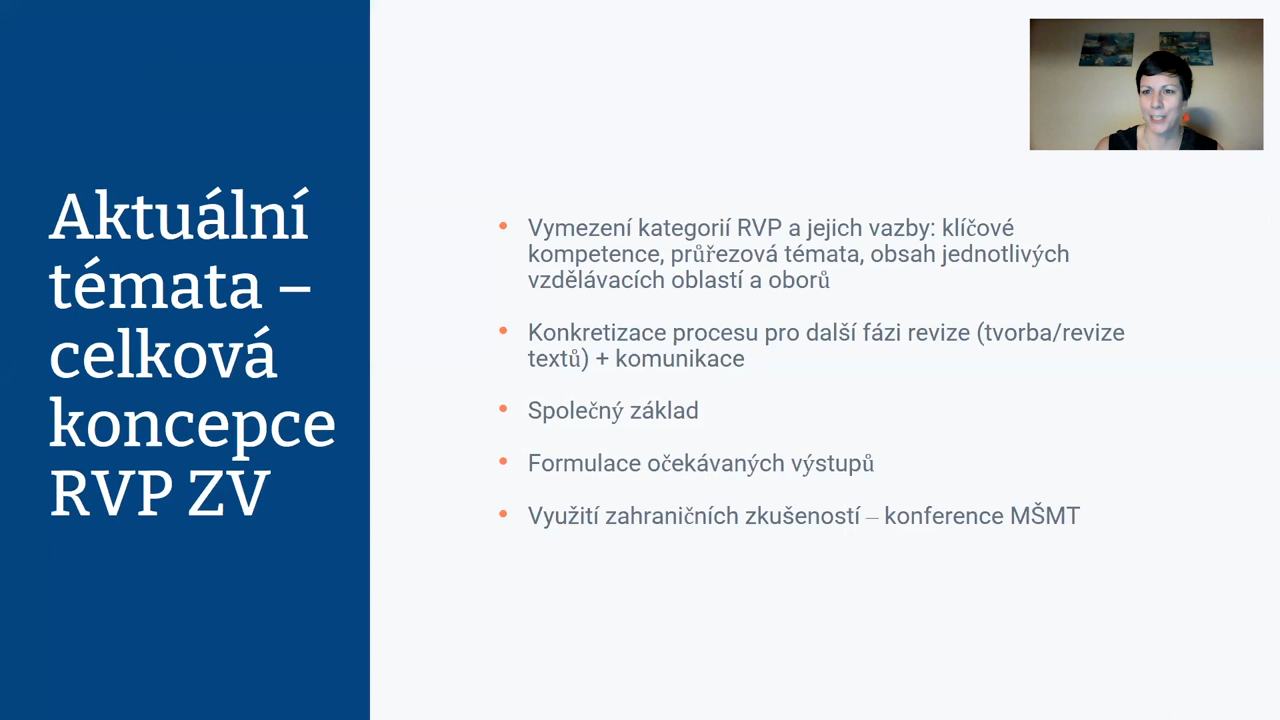 Aktuální
témata –
celková
koncepce
RVP ZV
• Vymezení kategorií RVP a jejich vazby: klíčové
kompetence, průřezová témata, obsah jednotlivých
vzdělávacích oblastí a oborů
• Konkretizace procesu pro další fázi revize (tvorba/revize
textů) + komunikace
• Společný základ
• Formulace očekávaných výstupů
• Využití zahraničních zkušeností – konference MŠMT